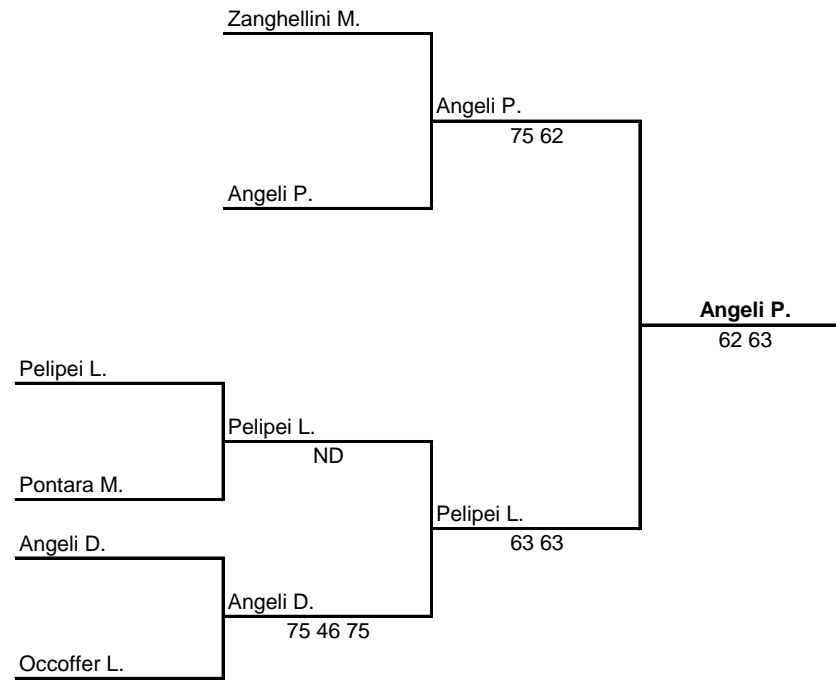 Zanghellini M.
Angeli P.
75 62
Angeli P.
Angeli P.
62 63
Pelipei L.
Pelipei L.
ND
Pontara M.
Pelipei L.
63 63
Angeli D.
Angeli D.
75 46 75
Occoffer L.